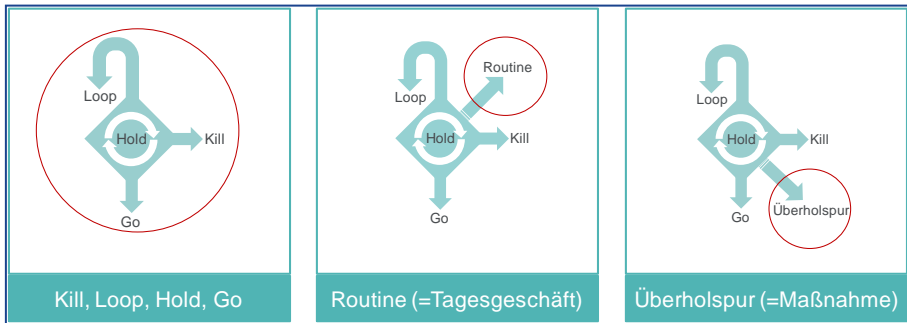 Loop
Hold
Kill
Go
Kill, Loop, Hold, Go
Routine
Loop
Hold
Kill
Go
Routine (=Tagesgeschäft)
Loop
Hold
Kill
Go
Überholspur
Überholspur (=Maßnahme)